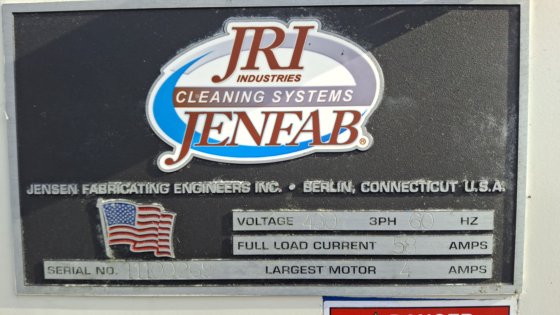 JRI
INDUSTRIES
CLEANING SYSTEMS
JENFAB®
JENSEN FABRICATING ENGINEERS INC. • BERLIN, CONNECTICUT U.S.A.
VOLTAGE 3PH 60 HZ
FULL LOAD CURRENT 58 AMPS
SERIAL NO. LARGEST MOTOR 4 AMPS
DANGER